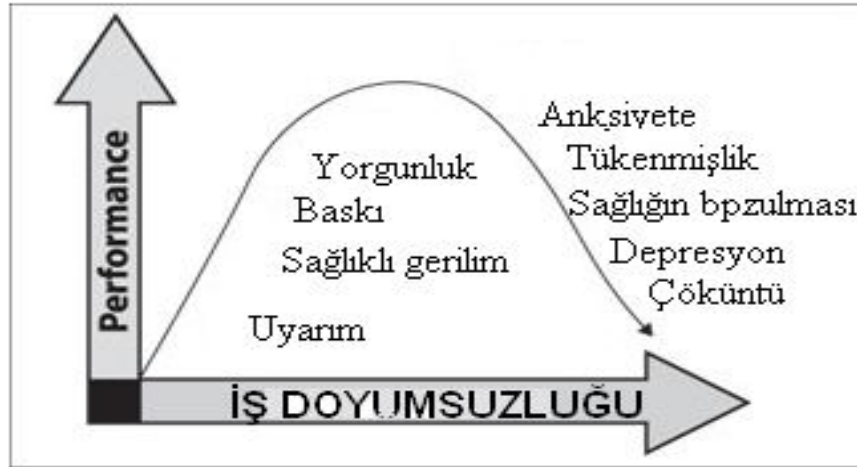 Performance
Anksiyete
Yorgunluk
Tükenmişlik
Baskı
Sağlığın bpzulması
Sağlıklı gerilim
Depresyon
Çöküntü
Uyarım
İŞ DOYUMSUZLUĞU